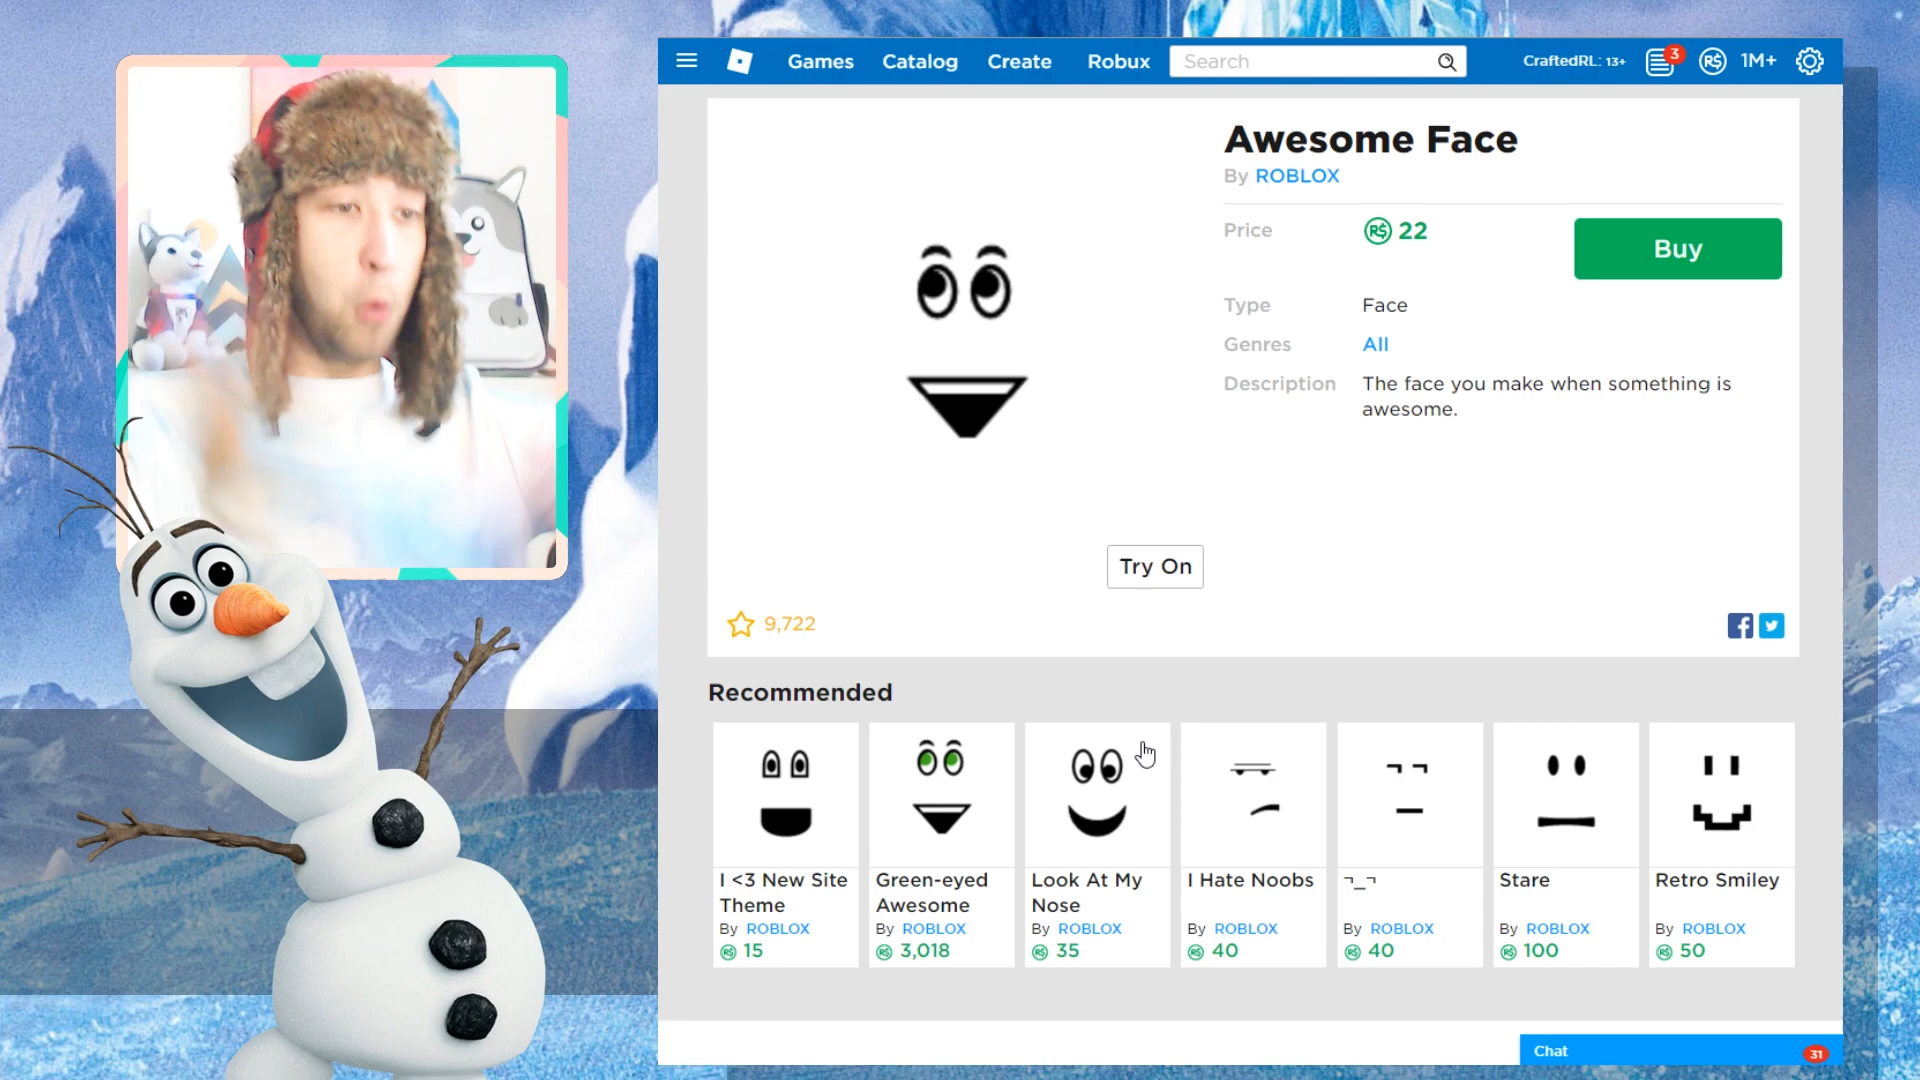 Games Catalog Create Robux Search CraftedRL: 13+ 3 R$ 1M+
Awesome Face
By ROBLOX
Price R$ 22
Buy
Type Face
Genres All
Description The face you make when something is
awesome.
Try On
9,722
Recommended
I <3 New Site
Theme
By ROBLOX
R$ 15
Green-eyed
Awesome
By ROBLOX
R$ 3,018
Look At My
Nose
By ROBLOX
R$ 35
I Hate Noobs
By ROBLOX
R$ 40
¬_¬
By ROBLOX
R$ 40
Stare
By ROBLOX
R$ 100
Retro Smiley
By ROBLOX
R$ 50
Chat 31